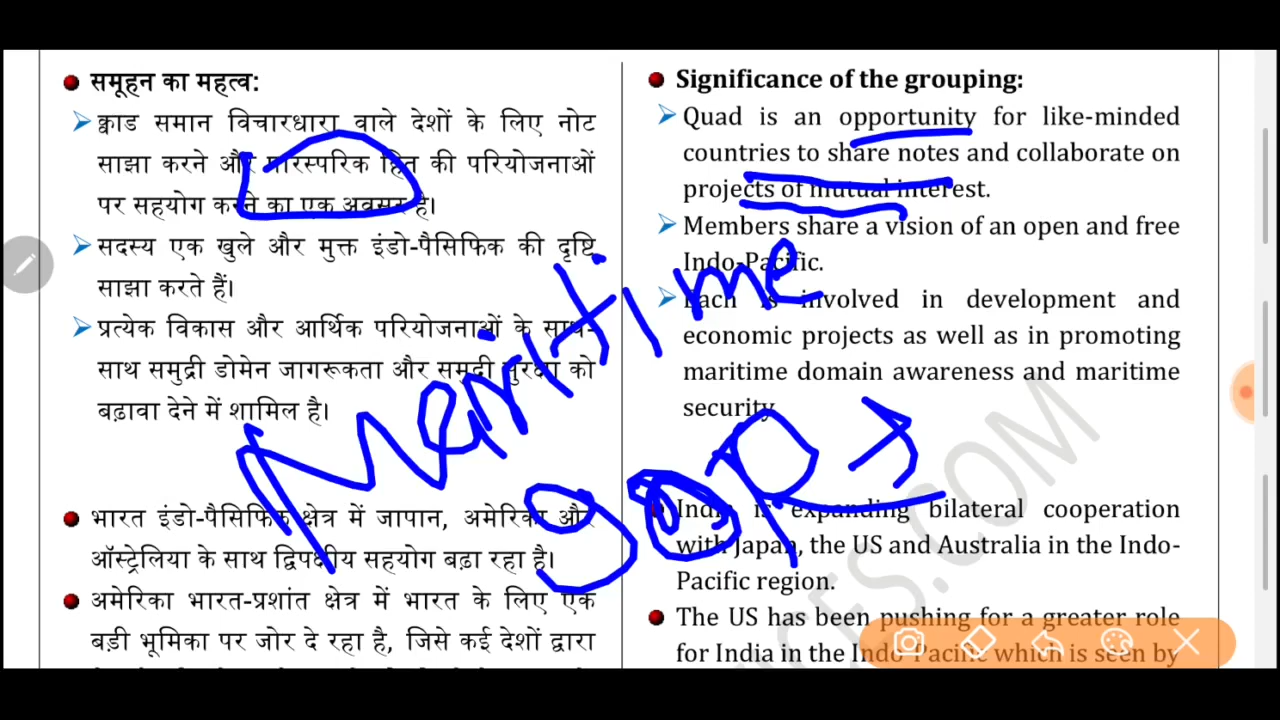 समूहन का महत्व:
क्वाड समान विचारधारा वाले देशों के लिए नोट
साझा करने और पारस्परिक हित की परियोजनाओं
पर सहयोग करने का एक अवसर है।
सदस्य एक खुले और मुक्त इंडो-पैसिफिक की दृष्टि
साझा करते हैं।
प्रत्येक विकास और आर्थिक परियोजनाओं के साथ-
साथ समुद्री डोमेन जागरूकता और समुद्री सुरक्षा को
बढ़ावा देने में शामिल है।
भारत इंडो-पैसिफिक क्षेत्र में जापान, अमेरिका और
ऑस्ट्रेलिया के साथ द्विपक्षीय सहयोग बढ़ा रहा है।
अमेरिका भारत-प्रशांत क्षेत्र में भारत के लिए एक
बड़ी भूमिका पर जोर दे रहा है, जिसे कई देशों द्वारा
Significance of the grouping:
Quad is an opportunity for like-minded
countries to share notes and collaborate on
projects of mutual interest.
Members share a vision of an open and free
Indo-Pacific.
Each is involved in development and
economic projects as well as in promoting
maritime domain awareness and maritime
security.
India is expanding bilateral cooperation
with Japan, the US and Australia in the Indo-
Pacific region.
The US has been pushing for a greater role
for India in the Indo-Pacific which is seen by
Maritime